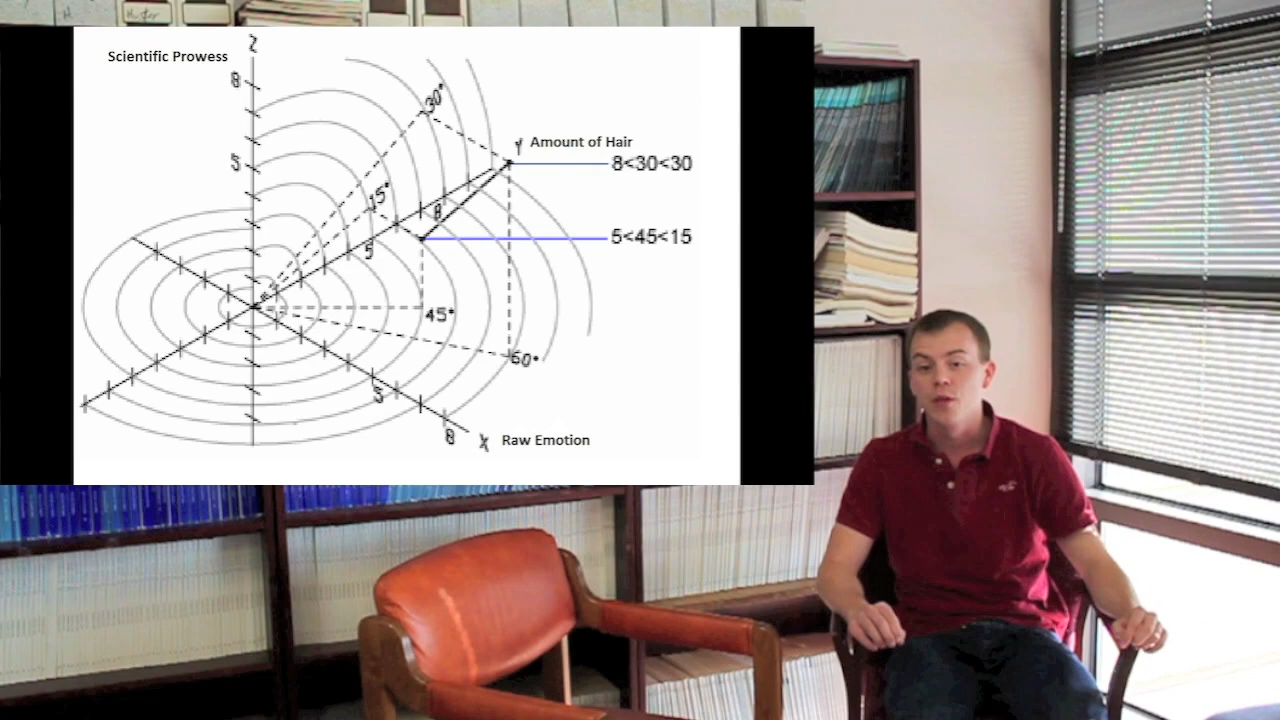 Huster
Z
Scientific Prowess
8
30°
Y Amount of Hair
5
8<30<30
15°
8
5<45<15
5
45°
60°
5
8 X Raw Emotion